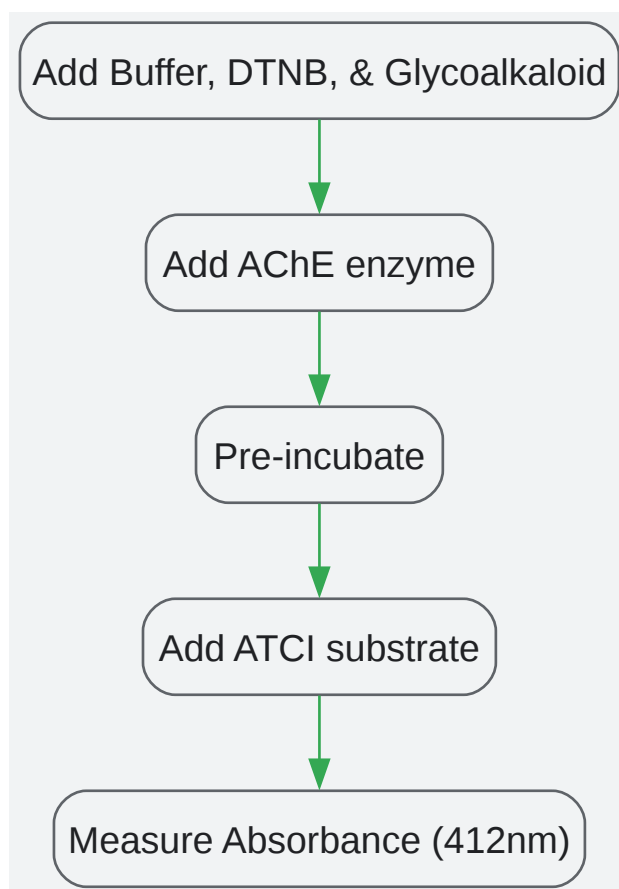 Add Buffer, DTNB, & Glycoalkaloid
Add AChE enzyme
Pre-incubate
Add ATCI substrate
Measure Absorbance (412nm)